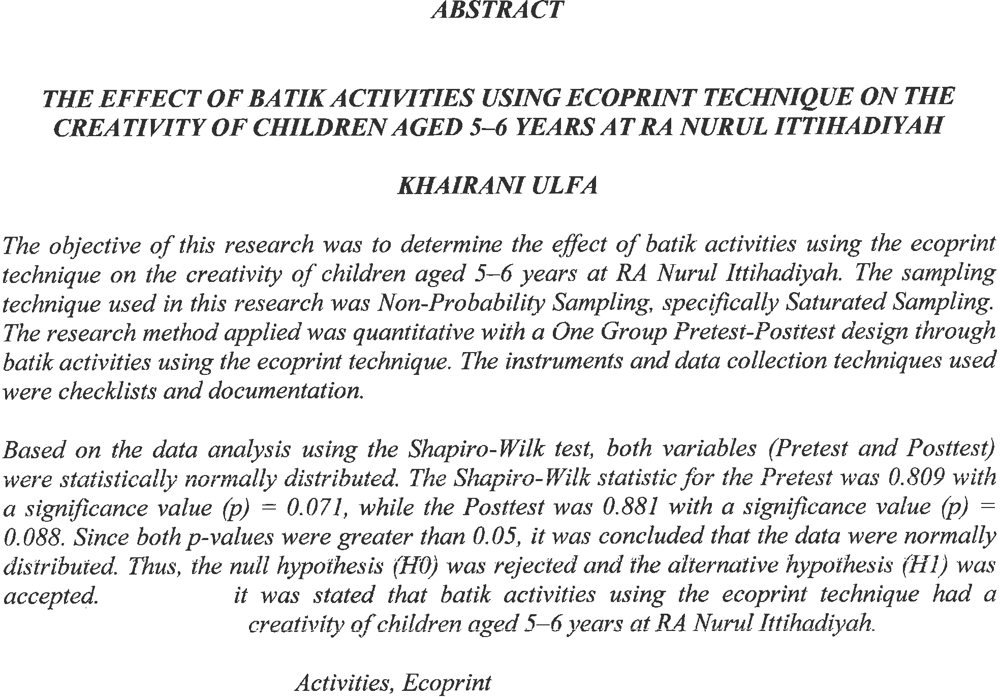 ABSTRACT
THE EFFECT OF BATIK ACTIVITIES USING ECOPRINT TECHNIQUE ON THE
CREATIVITY OF CHILDREN AGED 5–6 YEARS AT RA NURUL ITTIHADIYAH
KHAIRANI ULFA
The objective of this research was to determine the effect of batik activities using the ecoprint
technique on the creativity of children aged 5–6 years at RA Nurul Ittihadiyah. The sampling
technique used in this research was Non-Probability Sampling, specifically Saturated Sampling.
The research method applied was quantitative with a One Group Pretest-Posttest design through
batik activities using the ecoprint technique. The instruments and data collection techniques used
were checklists and documentation.
Based on the data analysis using the Shapiro-Wilk test, both variables (Pretest and Posttest)
were statistically normally distributed. The Shapiro-Wilk statistic for the Pretest was 0.809 with
a significance value (p) = 0.071, while the Posttest was 0.881 with a significance value (p) =
0.088. Since both p-values were greater than 0.05, it was concluded that the data were normally
distributed. Thus, the null hypothesis (H0) was rejected and the alternative hypothesis (H1) was
accepted. it was stated that batik activities using the ecoprint technique had a
creativity of children aged 5–6 years at RA Nurul Ittihadiyah.
Activities, Ecoprint